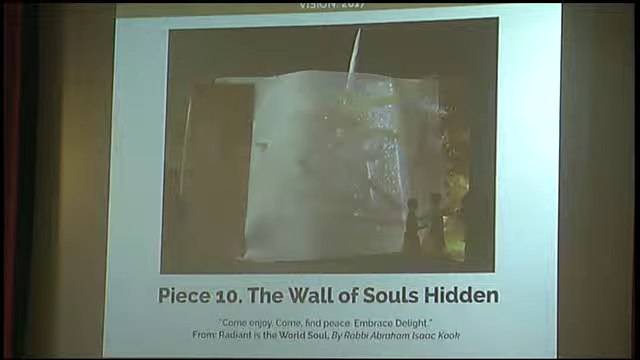 VISION: 2017
Piece 10. The Wall of Souls Hidden
"Come enjoy. Come, find peace. Embrace Delight."
From: Radiant is the World Soul, By Rabbi Abraham Isaac Kook